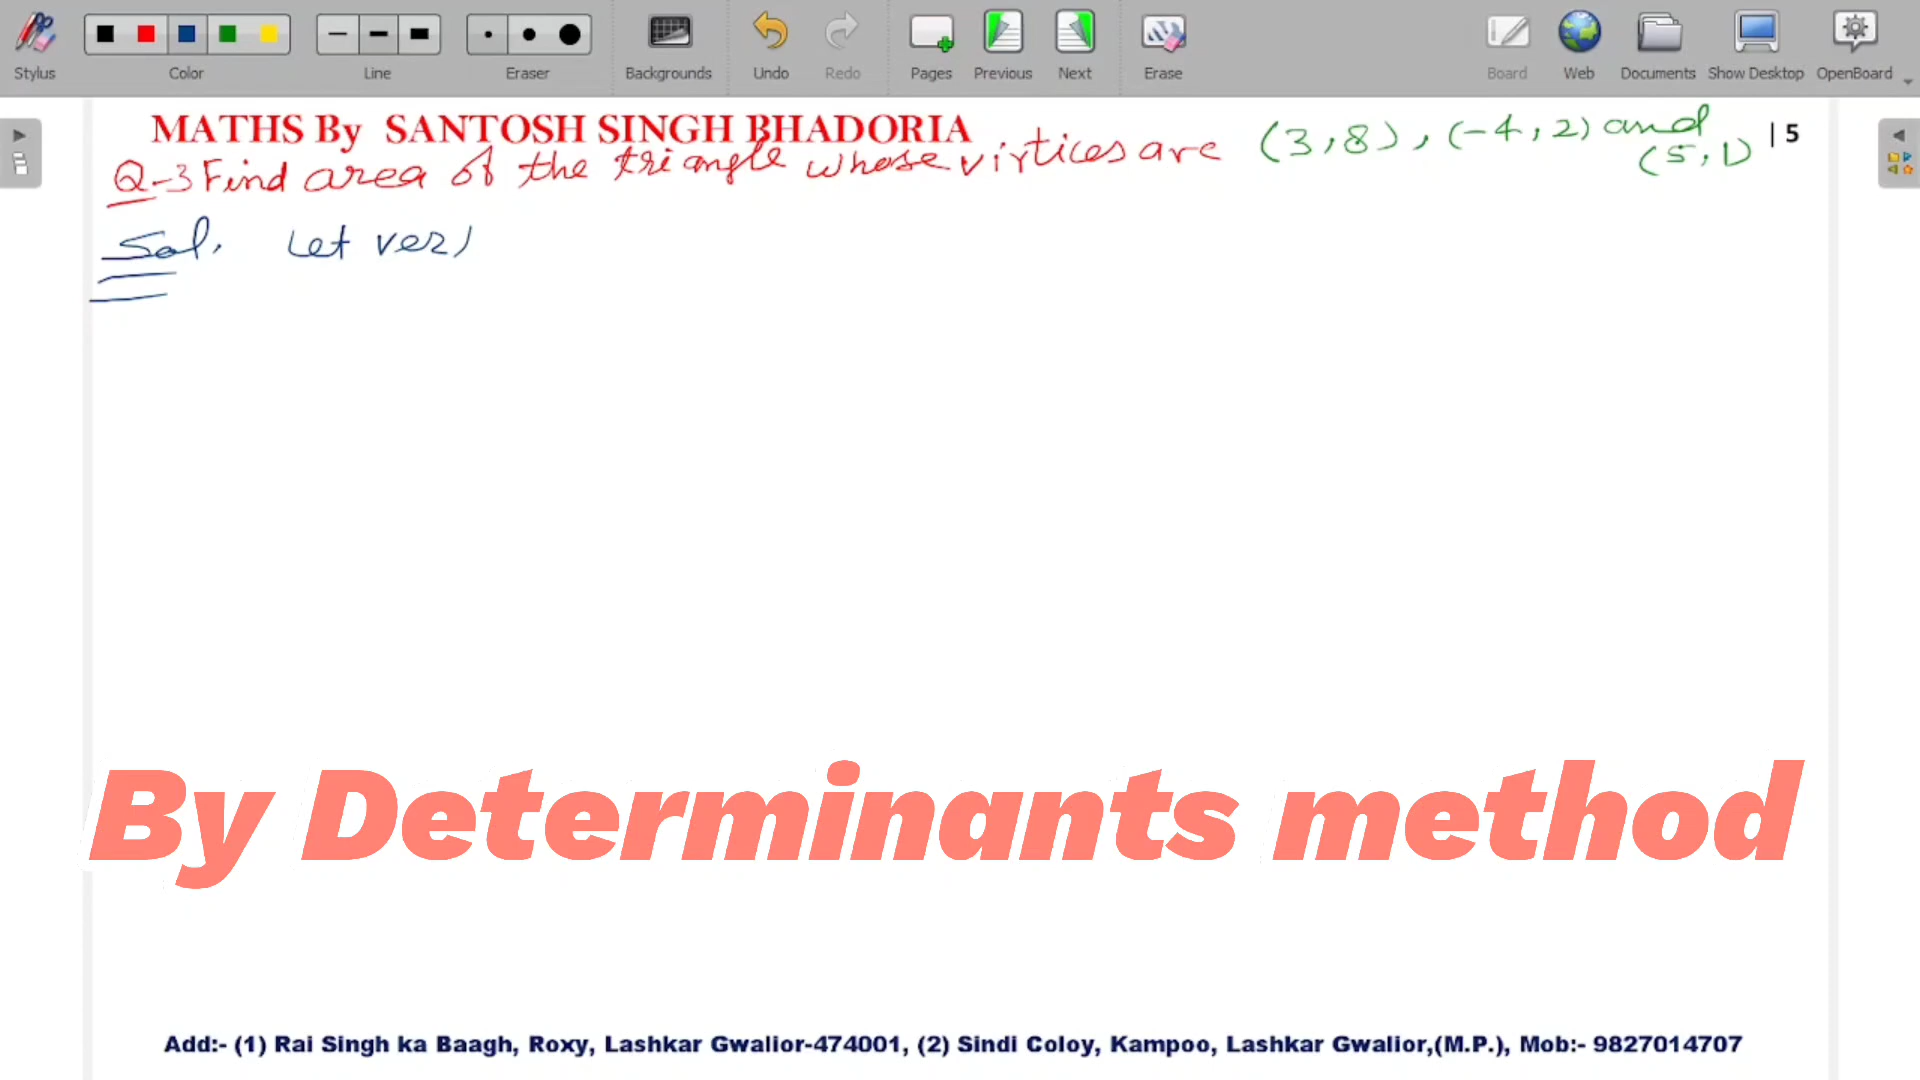 Stylus
Color
Line
Eraser
Backgrounds
Undo
Redo
Pages
Previous
Next
Erase
Board
Web
Documents
Show Desktop
OpenBoard
MATHS By SANTOSH SINGH BHADORIA
| 5
Q-3 Find area of the triangle whose virtices are (3,8), (-4,2) and
(5,1)
Sol. Let ver
By Determinants method
Add:- (1) Rai Singh ka Baagh, Roxy, Lashkar Gwalior-474001, (2) Sindi Coloy, Kampoo, Lashkar Gwalior,(M.P.), Mob:- 9827014707